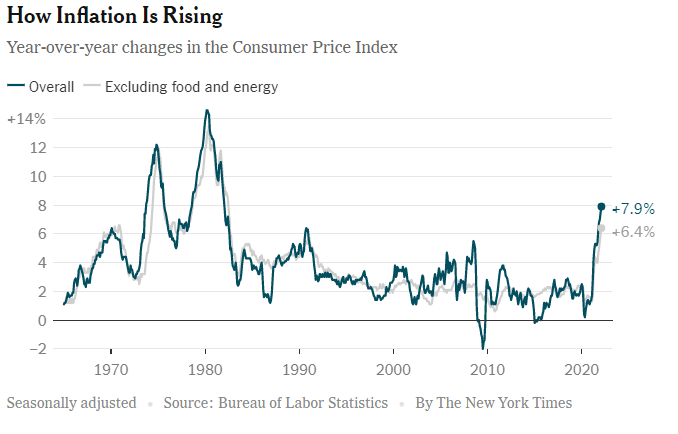 How Inflation Is Rising
Year-over-year changes in the Consumer Price Index
Overall Excluding food and energy
+14%
12
10
8
6
4
2
0
−2
+7.9%
+6.4%
1970 1980 1990 2000 2010 2020
Seasonally adjusted • Source: Bureau of Labor Statistics • By The New York Times